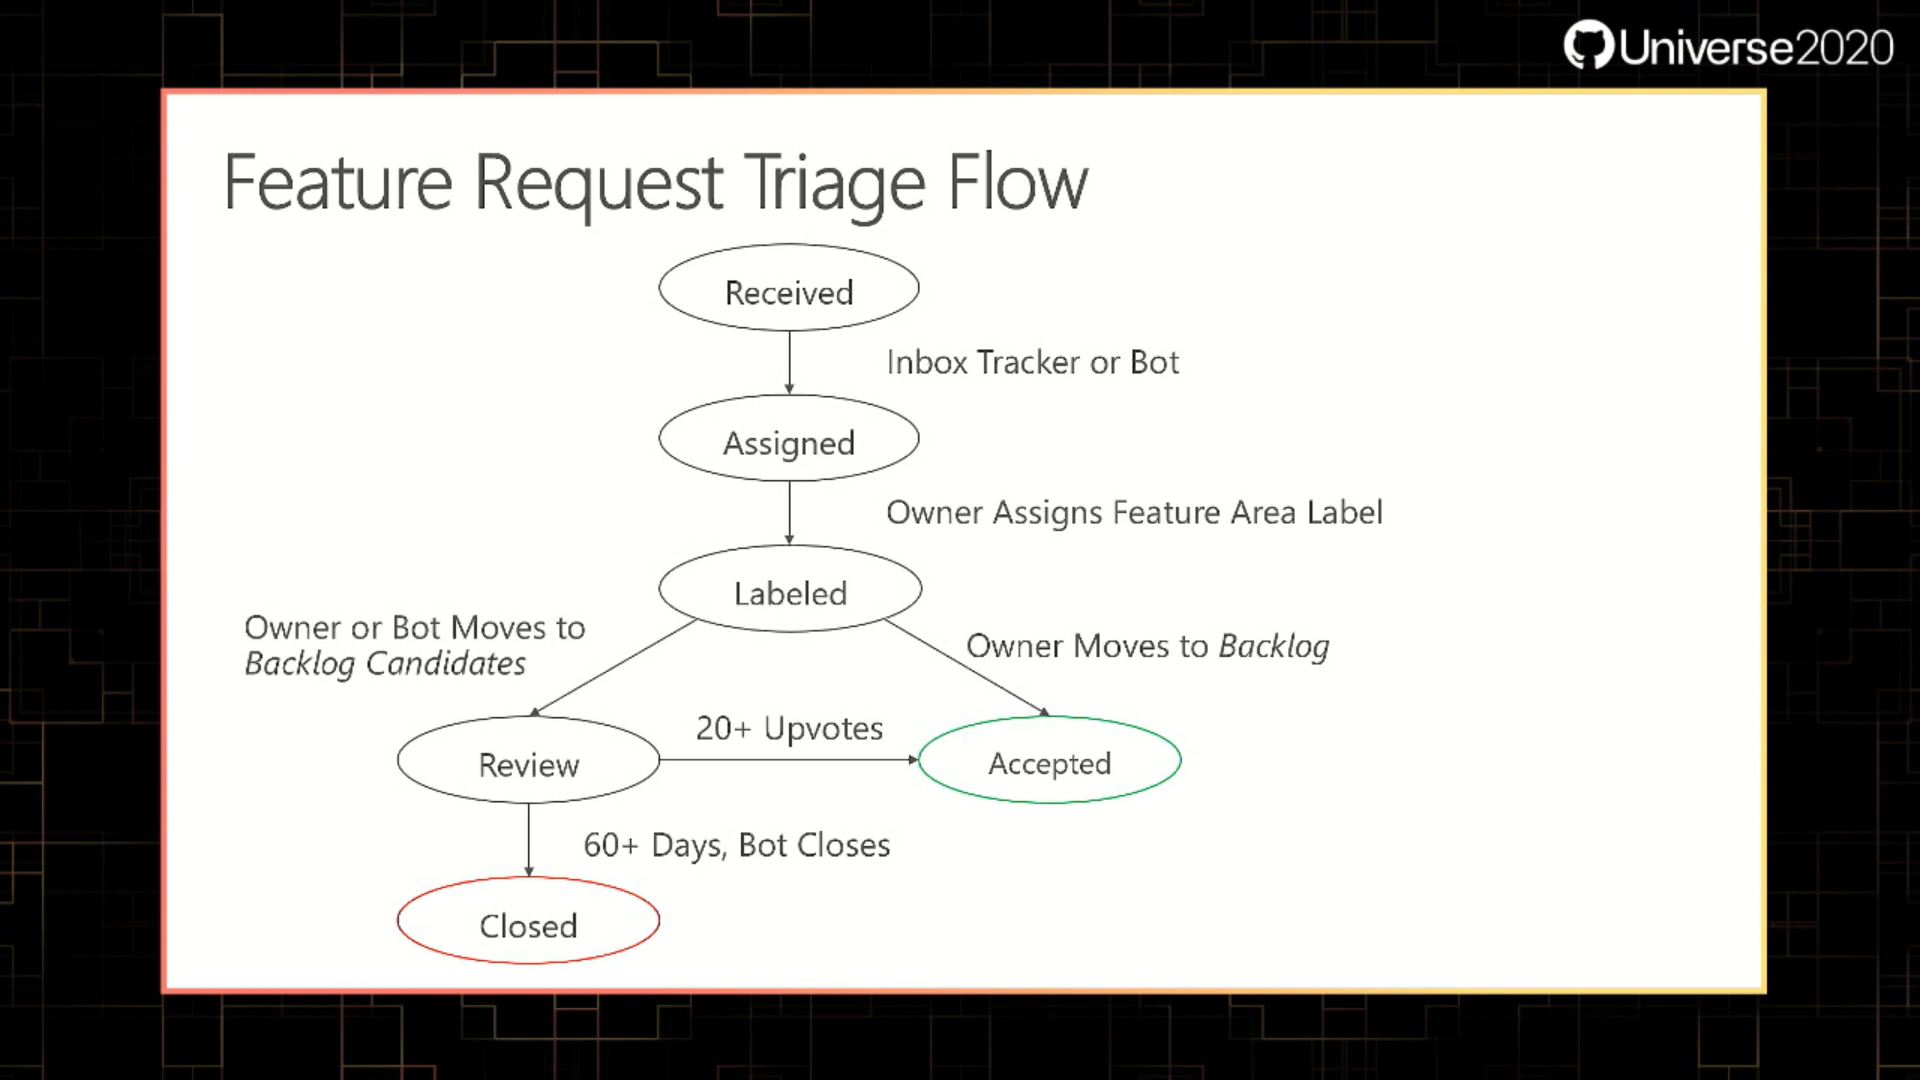 Universe2020
Feature Request Triage Flow
Received
Inbox Tracker or Bot
Assigned
Owner Assigns Feature Area Label
Labeled
Owner or Bot Moves to
Backlog Candidates
Owner Moves to Backlog
20+ Upvotes
Review
Accepted
60+ Days, Bot Closes
Closed